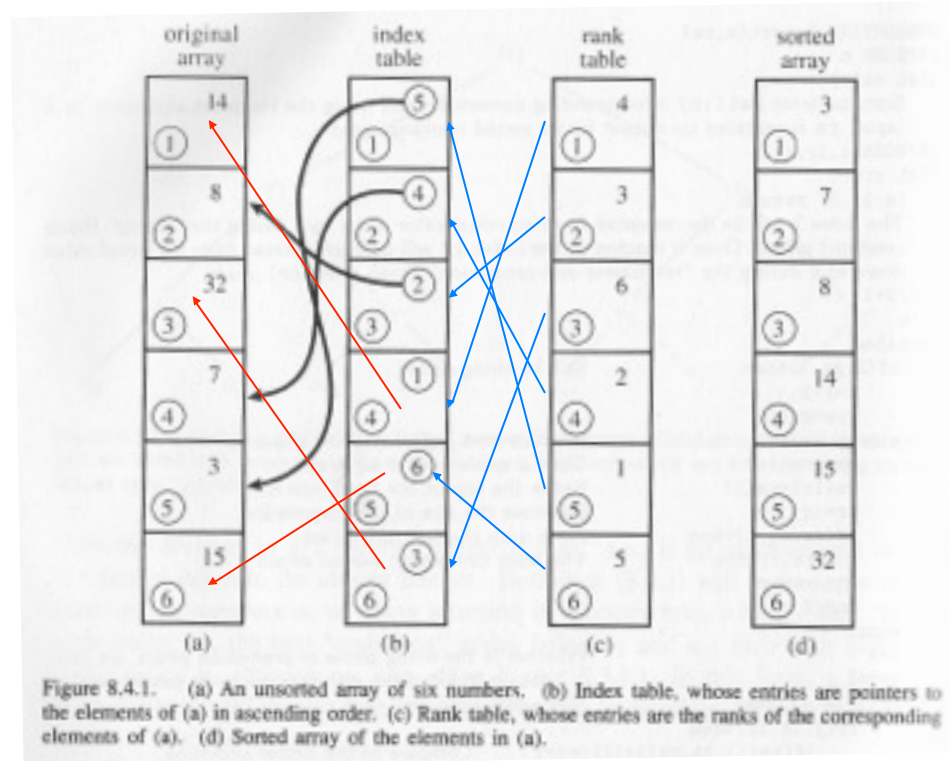 original array
index table
rank table
sorted array
14 5 4 3
1 1 1 1
8 4 3 7
2 2 2 2
32 2 6 8
3 3 3 3
7 1 2 14
4 4 4 4
3 6 1 15
5 5 5 5
15 3 5 32
6 6 6 6
(a) (b) (c) (d)
Figure 8.4.1. (a) An unsorted array of six numbers. (b) Index table, whose entries are pointers to
the elements of (a) in ascending order. (c) Rank table, whose entries are the ranks of the corresponding
elements of (a). (d) Sorted array of the elements in (a).